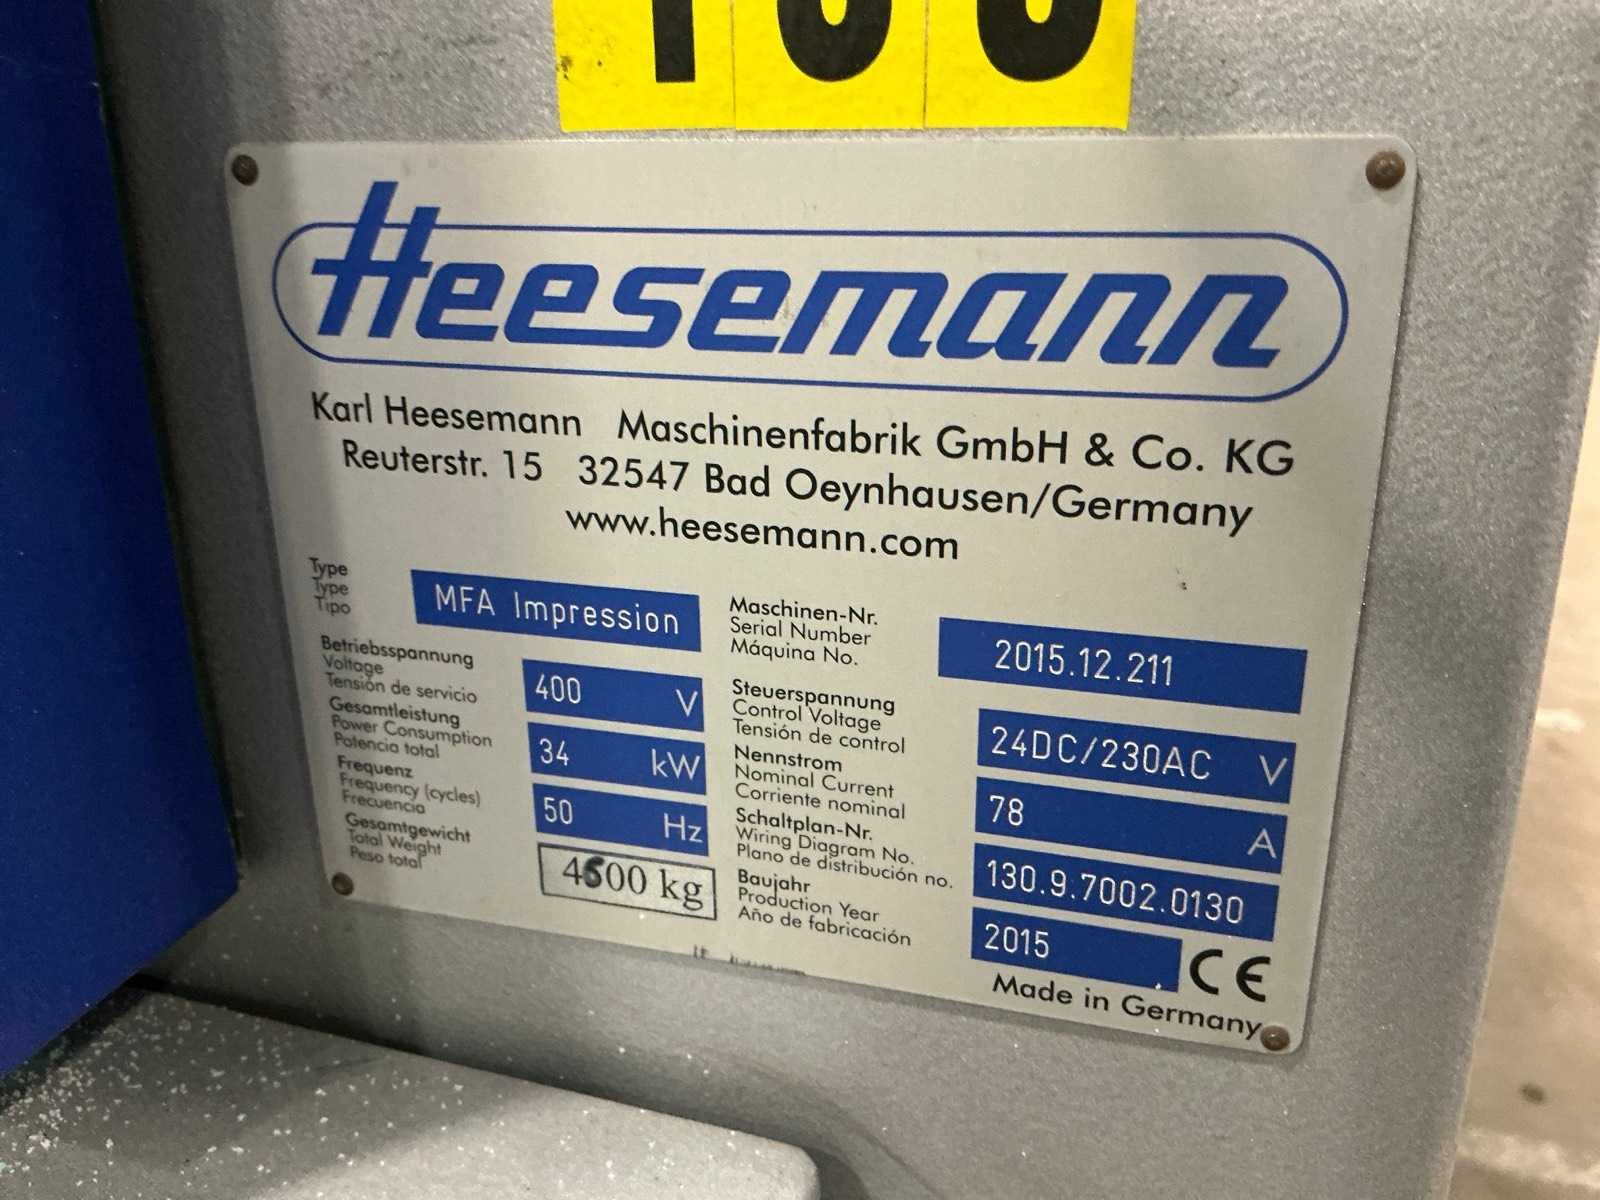 Heesemann
Karl Heesemann Maschinenfabrik GmbH & Co. KG
Reuterstr. 15 32547 Bad Oeynhausen/Germany
www.heesemann.com
Type
Type
Tipo
MFA Impression
Betriebsspannung
Voltage
Tensión de servicio
400 V
Gesamtleistung
Power Consumption
Potencia total
34 kW
Frequenz
Frequency (cycles)
Frecuencia
50 Hz
Gesamtgewicht
Total Weight
Peso total
4600 kg
Maschinen-Nr.
Serial Number
Máquina No.
2015.12.211
Steuerspannung
Control Voltage
Tensión de control
24DC/230AC V
Nennstrom
Nominal Current
Corriente nominal
78 A
Schaltplan-Nr.
Wiring Diagram No.
Plano de distribución no.
130.9.7002.0130
Baujahr
Production Year
Año de fabricación
2015
CE
Made in Germany